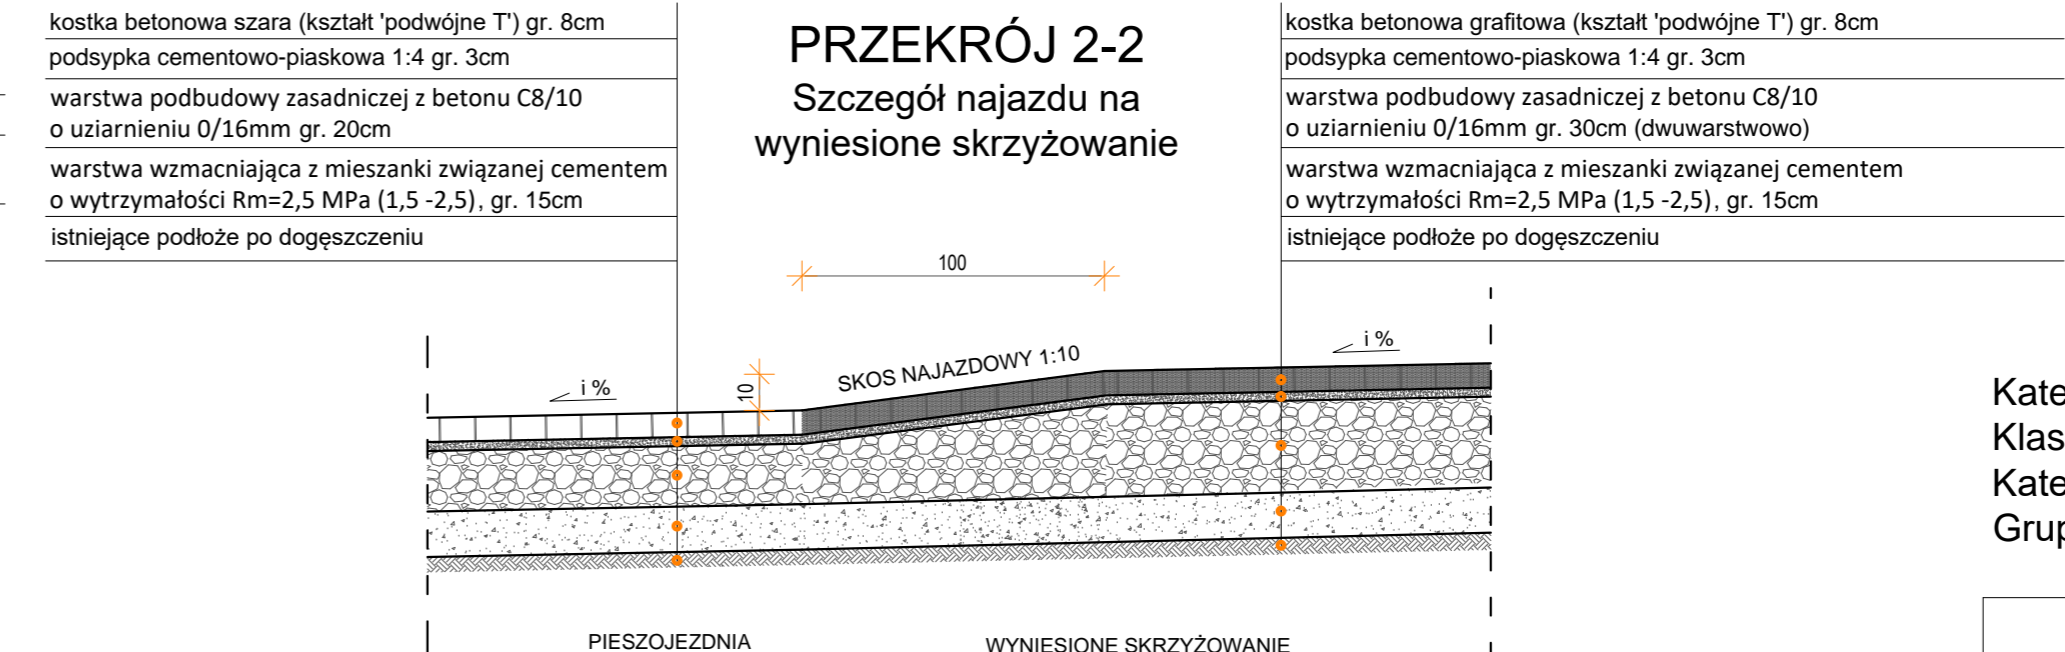 kostka betonowa szara (kształt 'podwójne T') gr. 8cm
podsypka cementowo-piaskowa 1:4 gr. 3cm
warstwa podbudowy zasadniczej z betonu C8/10
o uziarnieniu 0/16mm gr. 20cm
warstwa wzmacniająca z mieszanki związanej cementem
o wytrzymałości Rm=2,5 MPa (1,5 -2,5), gr. 15cm
istniejące podłoże po dogęszczeniu
PRZEKRÓJ 2-2
Szczegół najazdu na
wyniesione skrzyżowanie
kostka betonowa grafitowa (kształt 'podwójne T') gr. 8cm
podsypka cementowo-piaskowa 1:4 gr. 3cm
warstwa podbudowy zasadniczej z betonu C8/10
o uziarnieniu 0/16mm gr. 30cm (dwuwarstwowo)
warstwa wzmacniająca z mieszanki związanej cementem
o wytrzymałości Rm=2,5 MPa (1,5 -2,5), gr. 15cm
istniejące podłoże po dogęszczeniu
100
i %
10
SKOS NAJAZDOWY 1:10
i %
PIESZOJEZDNIA
WYNIESIONE SKRZYŻOWANIE
Kate
Klas
Kate
Grup